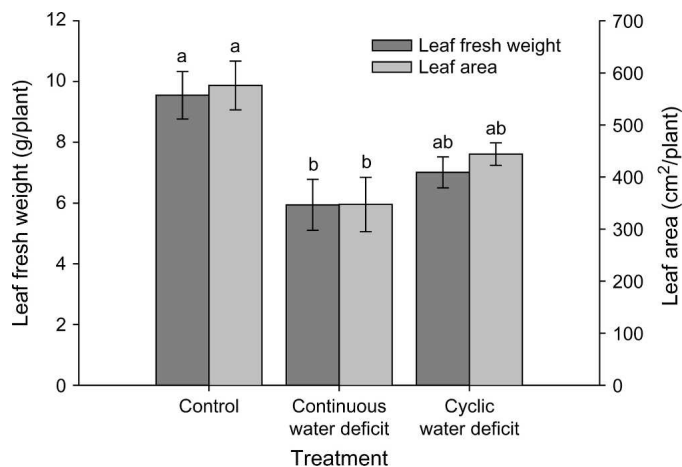 12
10
8
6
4
2
0
Leaf fresh weight (g/plant)
700
600
500
400
300
200
100
0
Leaf area (cm²/plant)
Leaf fresh weight
Leaf area
a
a
b
b
ab
ab
Control
Continuous
water deficit
Cyclic
water deficit
Treatment